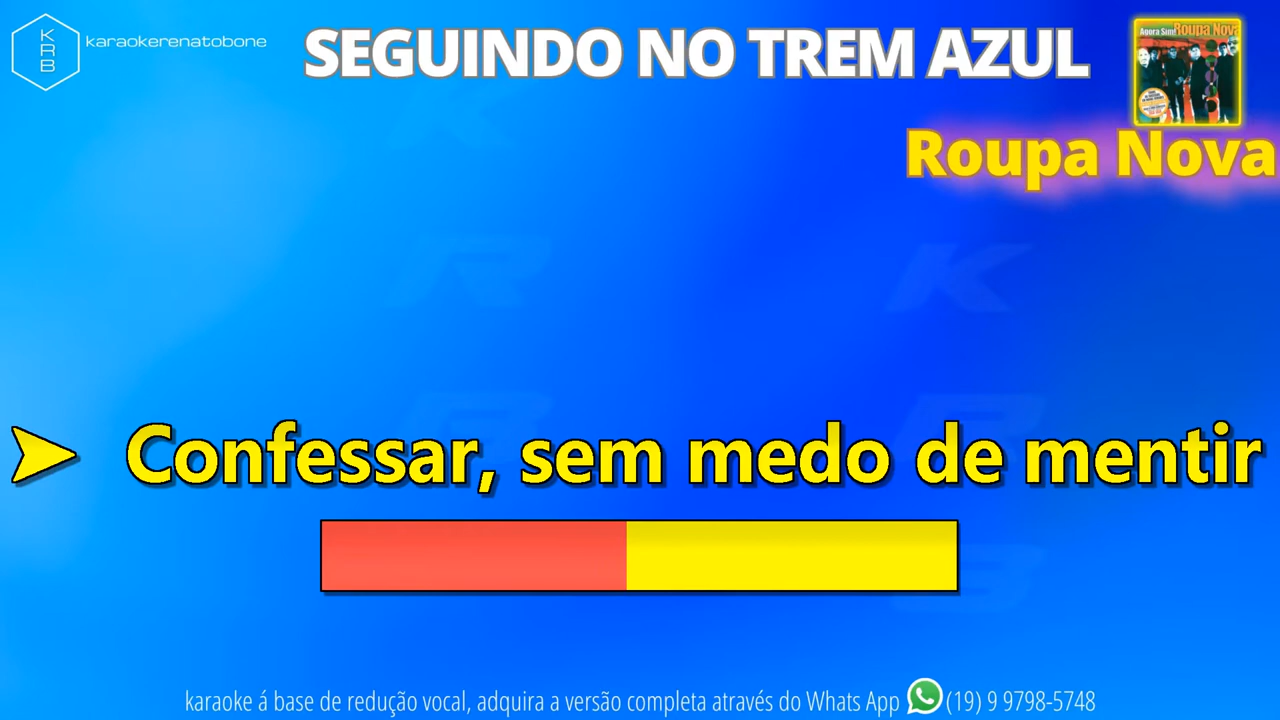 KRB
karaokerenatobone
SEGUINDO NO TREM AZUL
Agora Sim! Roupa Nova
Roupa Nova
K
R
B
➤ Confessar, sem medo de mentir
karaoke á base de redução vocal, adquira a versão completa através do Whats App (19) 9 9798-5748